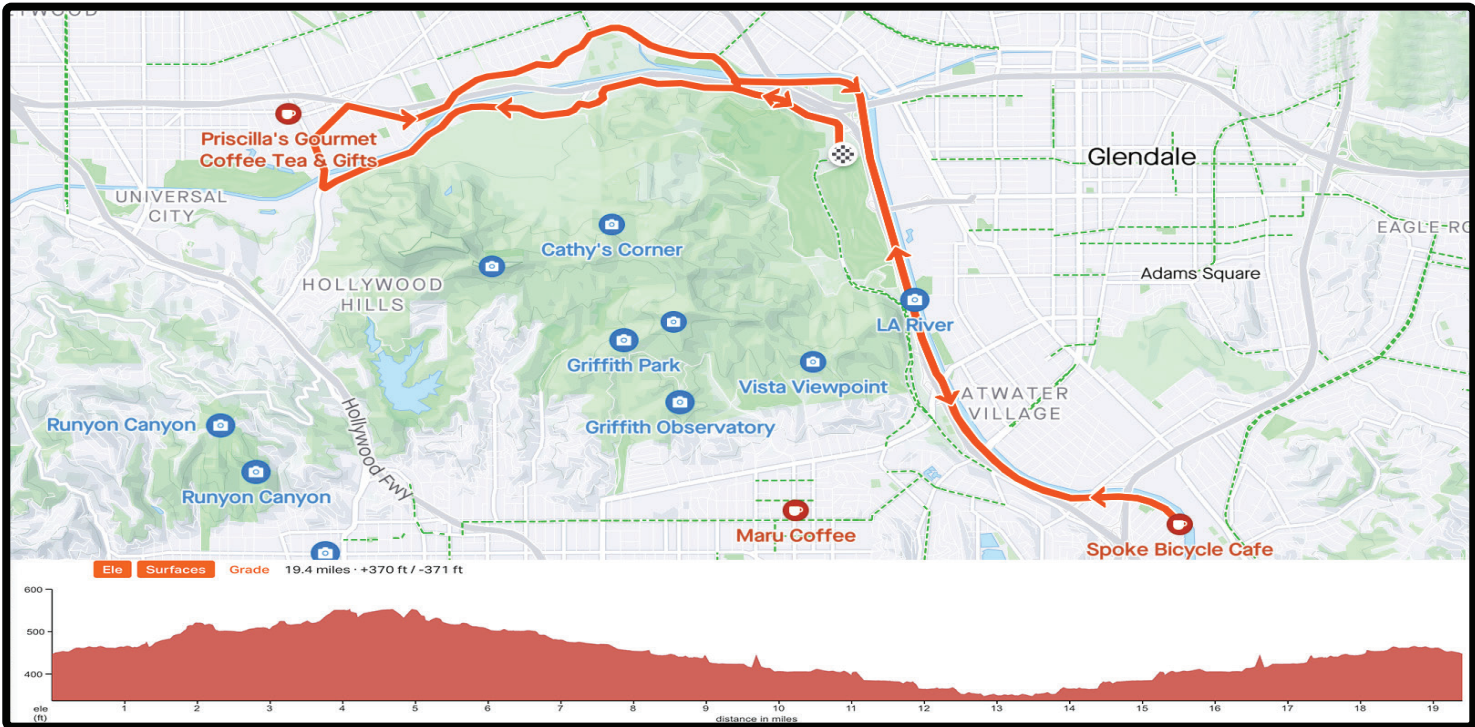 Priscilla's Gourmet
Coffee Tea & Gifts
UNIVERSAL
CITY
Glendale
EAGLE RO
Cathy's Corner
Adams Square
HOLLYWOOD
HILLS
LA River
Griffith Park
Vista Viewpoint
ATWATER
VILLAGE
Runyon Canyon
Griffith Observatory
Hollywood Fwy
Runyon Canyon
Maru Coffee
Spoke Bicycle Cafe
Ele Surfaces Grade 19.4 miles · +370 ft / -371 ft
600
500
400
ele
(ft)
1 2 3 4 5 6 7 8 9 10 11 12 13 14 15 16 17 18 19
distance in miles